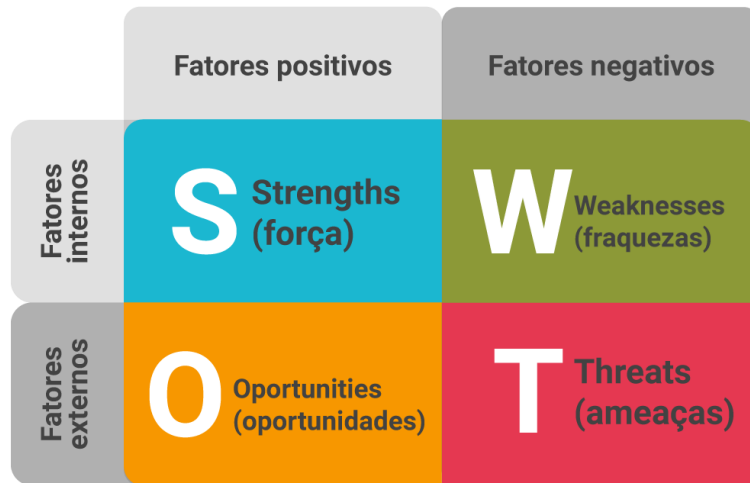 Fatores positivos
Fatores negativos
Fatores
internos
S
Strengths
(força)
W
Weaknesses
(fraquezas)
Fatores
externos
O
Oportunities
(oportunidades)
T
Threats
(ameaças)